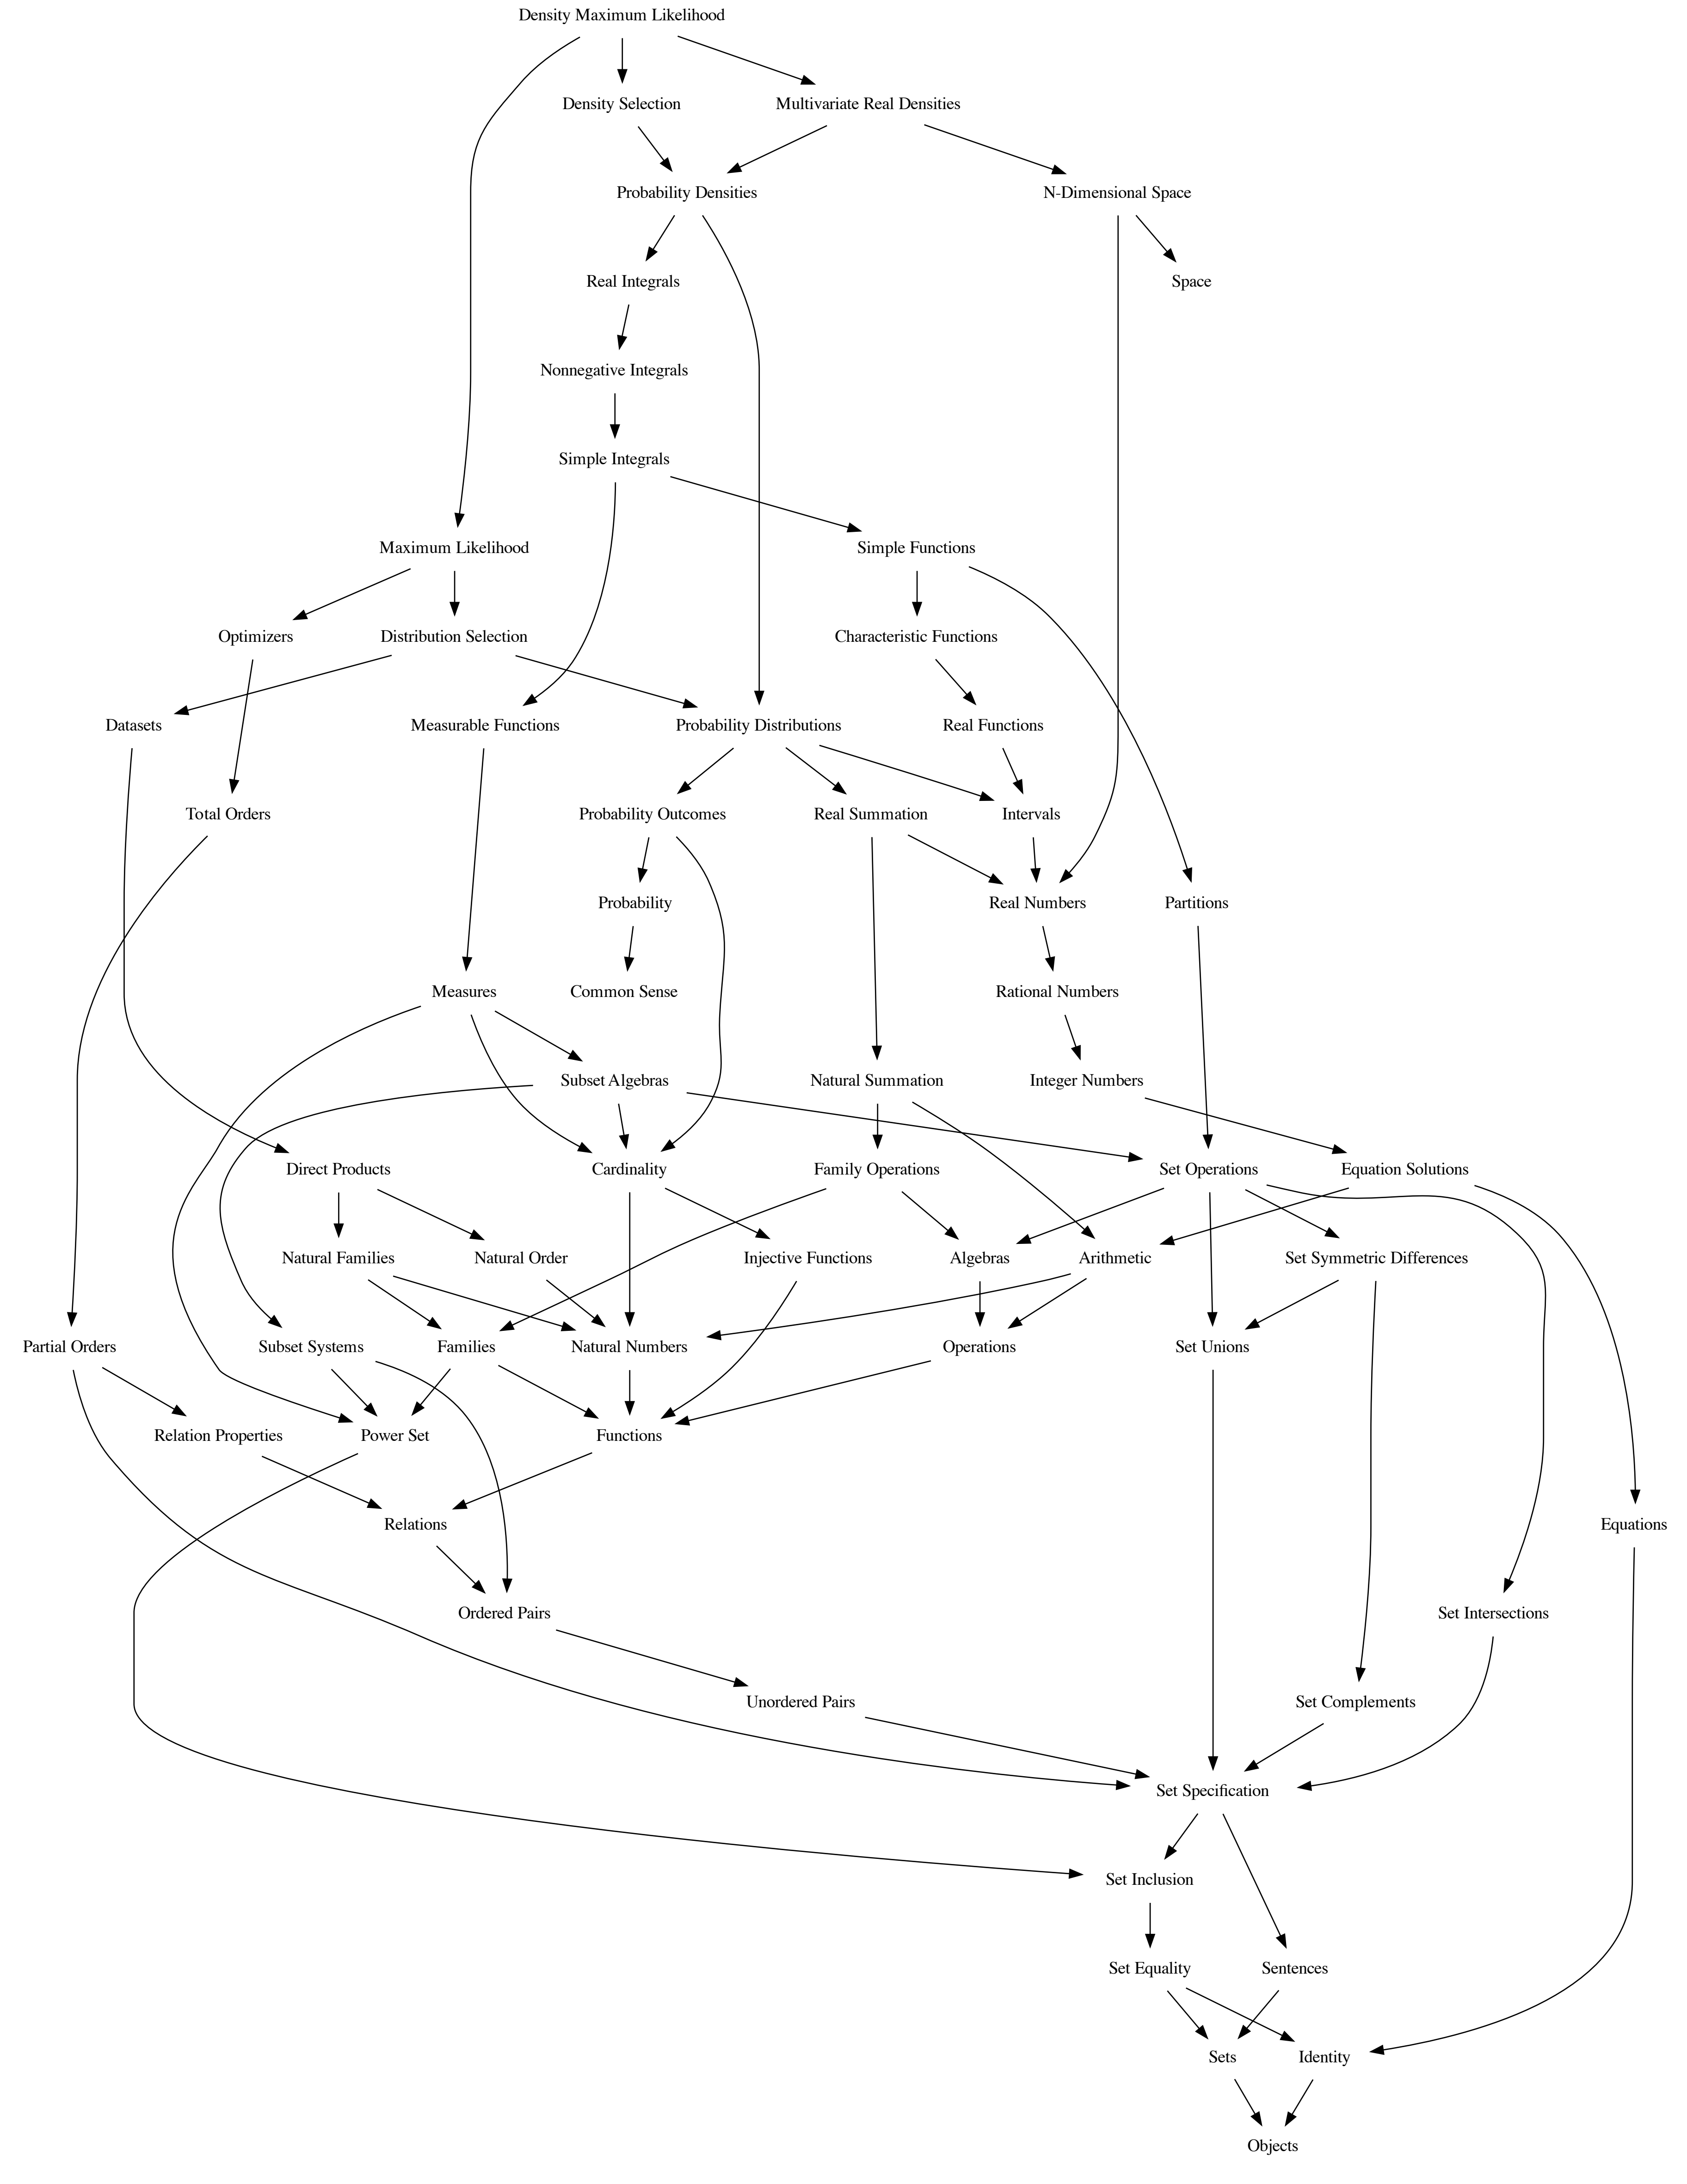 Density Maximum Likelihood
Density Selection
Multivariate Real Densities
Probability Densities
N-Dimensional Space
Real Integrals
Space
Nonnegative Integrals
Simple Integrals
Maximum Likelihood
Simple Functions
Optimizers
Distribution Selection
Characteristic Functions
Datasets
Measurable Functions
Probability Distributions
Real Functions
Total Orders
Probability Outcomes
Real Summation
Intervals
Probability
Real Numbers
Partitions
Measures
Common Sense
Rational Numbers
Subset Algebras
Natural Summation
Integer Numbers
Direct Products
Cardinality
Family Operations
Set Operations
Equation Solutions
Natural Families
Natural Order
Injective Functions
Algebras
Arithmetic
Set Symmetric Differences
Partial Orders
Subset Systems
Families
Natural Numbers
Operations
Set Unions
Relation Properties
Power Set
Functions
Relations
Equations
Ordered Pairs
Set Intersections
Unordered Pairs
Set Complements
Set Specification
Set Inclusion
Set Equality
Sentences
Sets
Identity
Objects